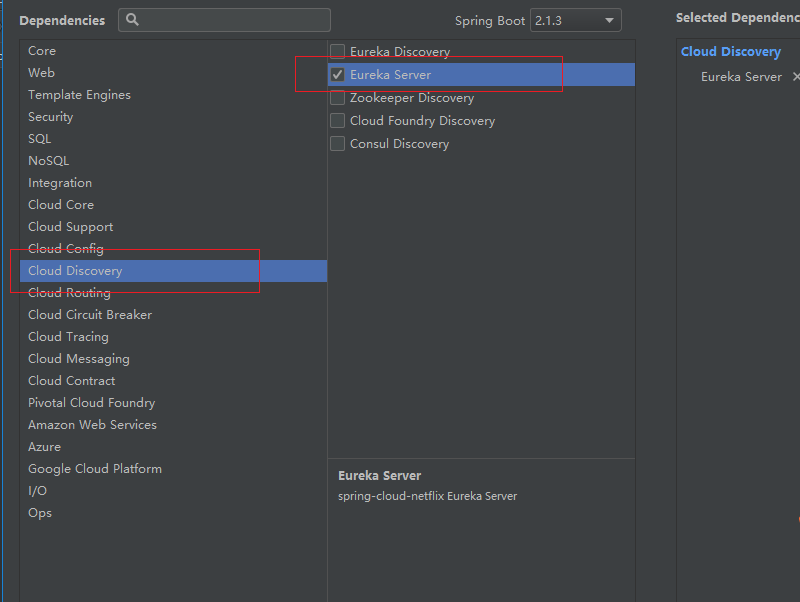 Dependencies
Spring Boot 2.1.3
Core
Web
Template Engines
Security
SQL
NoSQL
Integration
Cloud Core
Cloud Support
Cloud Config
Cloud Discovery
Cloud Routing
Cloud Circuit Breaker
Cloud Tracing
Cloud Messaging
Cloud Contract
Pivotal Cloud Foundry
Amazon Web Services
Azure
Google Cloud Platform
I/O
Ops
Eureka Discovery
Eureka Server
Zookeeper Discovery
Cloud Foundry Discovery
Consul Discovery
Eureka Server
spring-cloud-netflix Eureka Server
Selected Dependenc
Cloud Discovery
Eureka Server